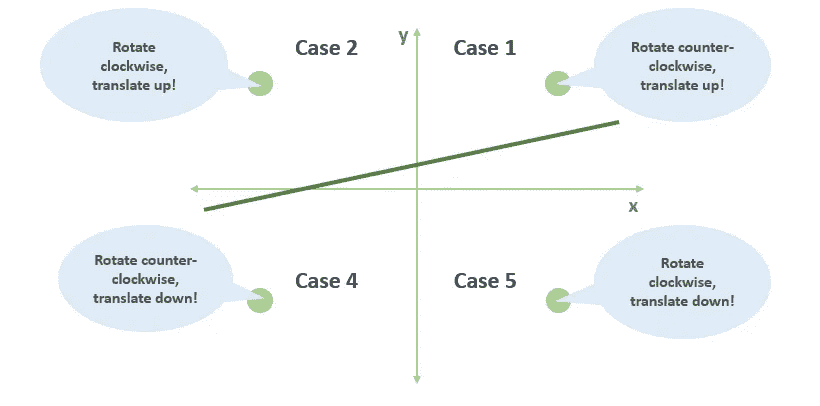 Rotate
clockwise,
translate up!
Case 2
y
Case 1
Rotate counter-
clockwise,
translate up!
x
Rotate counter-
clockwise,
translate down!
Case 4
Case 5
Rotate
clockwise,
translate down!